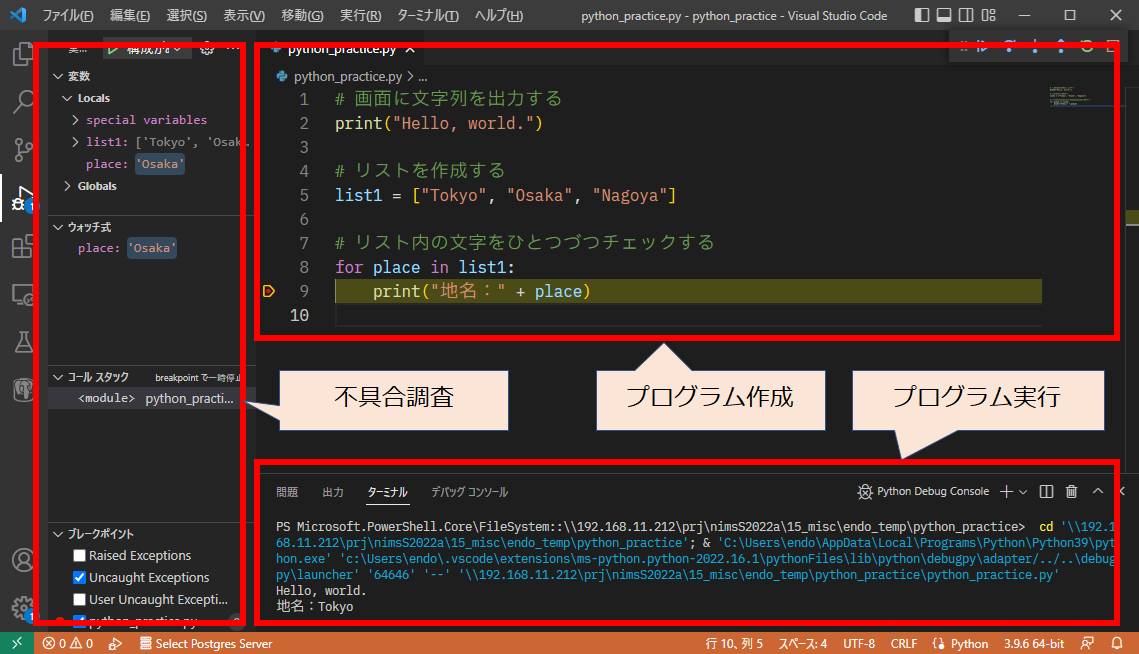 ファイル(F) 編集(E) 選択(S) 表示(V) 移動(G) 実行(R) ターミナル(T) ヘルプ(H) python_practice.py - python_practice - Visual Studio Code
python_practice.py
変数
Locals
special variables
list1: ['Tokyo', 'Osak...
place: 'Osaka'
Globals
ウォッチ式
place: 'Osaka'
コール スタック breakpoint で一時停止
<module> python_practi...
ブレークポイント
Raised Exceptions
Uncaught Exceptions
User Uncaught Excepti...
python_practice.py
python_practice.py > ...
1 # 画面に文字列を出力する
2 print("Hello, world.")
3
4 # リストを作成する
5 list1 = ["Tokyo", "Osaka", "Nagoya"]
6
7 # リスト内の文字をひとつづつチェックする
8 for place in list1:
9 print("地名：" + place)
10
不具合調査
プログラム作成
プログラム実行
問題 出力 ターミナル デバッグ コンソール Python Debug Console
PS Microsoft.PowerShell.Core\FileSystem::\\192.168.11.212\prj\nimsS2022a\15_misc\endo_temp\python_practice> cd '\\192.1
68.11.212\prj\nimsS2022a\15_misc\endo_temp\python_practice'; & 'C:\Users\endo\AppData\Local\Programs\Python\Python39\pyt
hon.exe' 'c:\Users\endo\.vscode\extensions\ms-python.python-2022.16.1\pythonFiles\lib\python\debugpy\adapter/../..\debug
py\launcher' '64646' '--' '\\192.168.11.212\prj\nimsS2022a\15_misc\endo_temp\python_practice\python_practice.py'
Hello, world.
地名：Tokyo
0 0 Select Postgres Server 行 10、列 5 スペース: 4 UTF-8 CRLF Python 3.9.6 64-bit